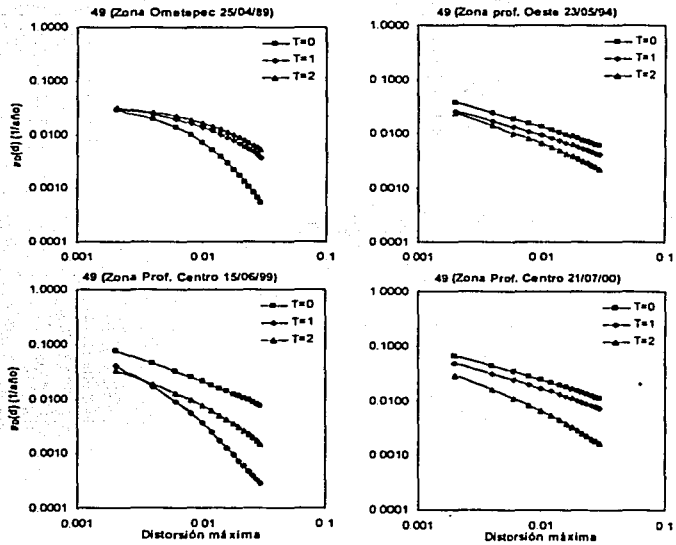 49 (Zona Ometepec 25/04/89)
1.0000
0.1000
0.0100
0.0010
0.0001
0.001
0.01
0.1
T=0
T=1
T=2
νD(d) (1/año)
49 (Zona prof. Oeste 23/05/94)
1.0000
0.1000
0.0100
0.0010
0.0001
0.001
0.01
0.1
T=0
T=1
T=2
49 (Zona Prof. Centro 15/06/99)
1.0000
0.1000
0.0100
0.0010
0.0001
0.001
0.01
0.1
T=0
T=1
T=2
νD(d) (1/año)
Distorsión máxima
49 (Zona Prof. Centro 21/07/00)
1.0000
0.1000
0.0100
0.0010
0.0001
0.001
0.01
0.1
T=0
T=1
T=2
Distorsión máxima